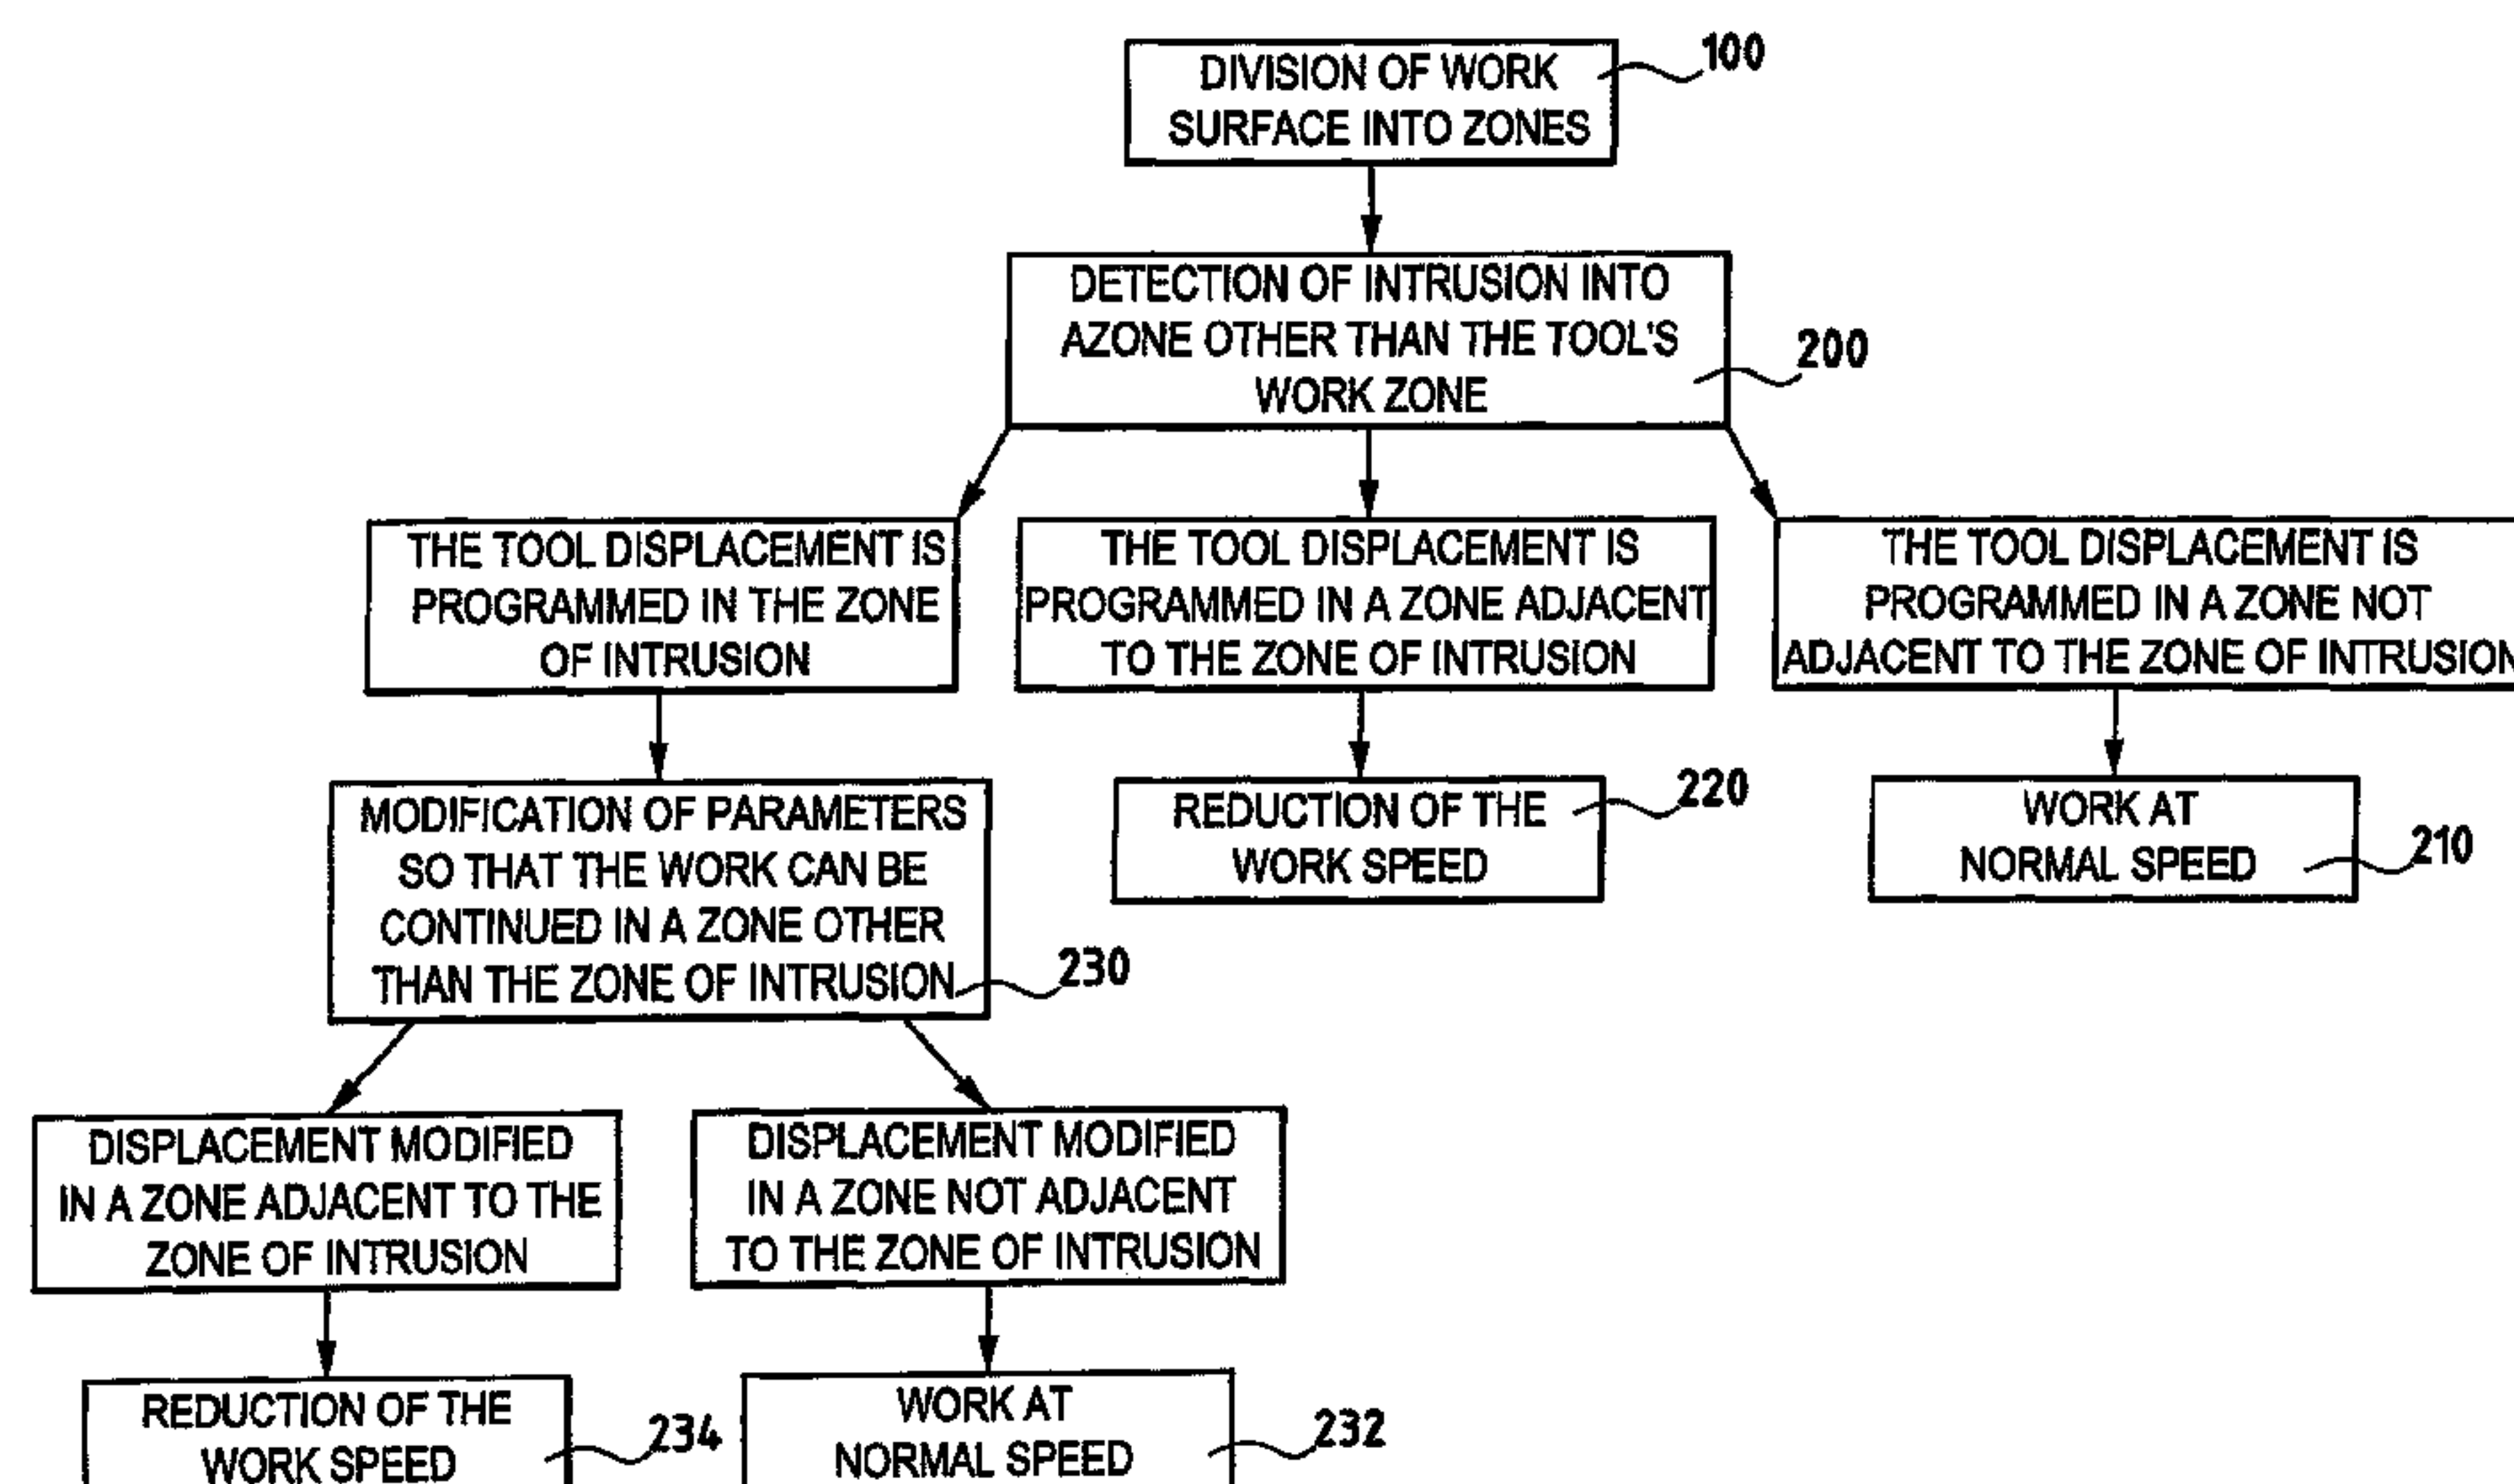 DIVISION OF WORK
SURFACE INTO ZONES
100
DETECTION OF INTRUSION INTO
AZONE OTHER THAN THE TOOL'S
WORK ZONE
200
THE TOOL DISPLACEMENT IS
PROGRAMMED IN THE ZONE
OF INTRUSION
THE TOOL DISPLACEMENT IS
PROGRAMMED IN A ZONE ADJACENT
TO THE ZONE OF INTRUSION
THE TOOL DISPLACEMENT IS
PROGRAMMED IN A ZONE NOT
ADJACENT TO THE ZONE OF INTRUSION
MODIFICATION OF PARAMETERS
SO THAT THE WORK CAN BE
CONTINUED IN A ZONE OTHER
THAN THE ZONE OF INTRUSION
230
REDUCTION OF THE
WORK SPEED
220
WORK AT
NORMAL SPEED
210
DISPLACEMENT MODIFIED
IN A ZONE ADJACENT TO THE
ZONE OF INTRUSION
DISPLACEMENT MODIFIED
IN A ZONE NOT ADJACENT
TO THE ZONE OF INTRUSION
REDUCTION OF THE
WORK SPEED
234
WORK AT
NORMAL SPEED
232